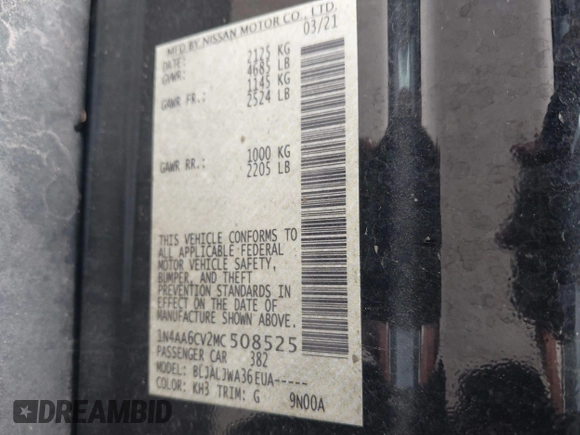 MFD BY NISSAN MOTOR CO., LTD.
DATE: 03/21
GVWR: 2125 KG
4685 LB
GAWR FR.: 1145 KG
2524 LB
GAWR RR.: 1000 KG
2205 LB
THIS VEHICLE CONFORMS TO
ALL APPLICABLE FEDERAL
MOTOR VEHICLE SAFETY,
BUMPER, AND THEFT
PREVENTION STANDARDS IN
EFFECT ON THE DATE OF
MANUFACTURE SHOWN ABOVE.
1N4AA6CV2MC508525
PASSENGER CAR 382
MODEL: BLJALJWA36EUA-----
COLOR: KH3 TRIM: G 9N00A
DREAMBID